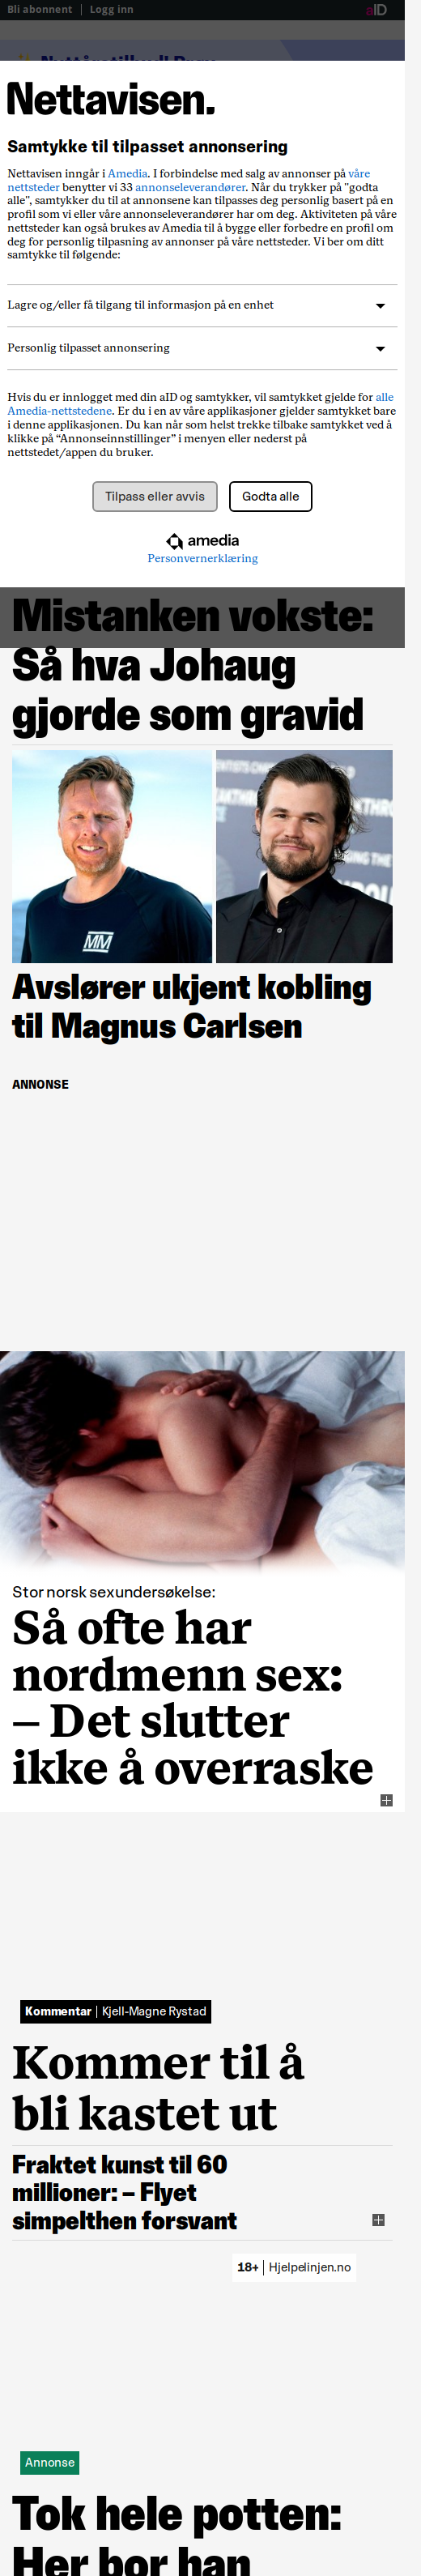 Bli abonnent | Logg inn
aID
Nettavisen.
Samtykke til tilpasset annonsering
Nettavisen inngår i Amedia. I forbindelse med salg av annonser på våre
nettsteder benytter vi 33 annonseleverandører. Når du trykker på "godta
alle", samtykker du til at annonsene kan tilpasses deg personlig basert på en
profil som vi eller våre annonseleverandører har om deg. Aktiviteten på våre
nettsteder kan også brukes av Amedia til å bygge eller forbedre en profil om
deg for personlig tilpasning av annonser på våre nettsteder. Vi ber om ditt
samtykke til følgende:
Lagre og/eller få tilgang til informasjon på en enhet
Personlig tilpasset annonsering
Hvis du er innlogget med din aID og samtykker, vil samtykket gjelde for alle
Amedia-nettstedene. Er du i en av våre applikasjoner gjelder samtykket bare
i denne applikasjonen. Du kan når som helst trekke tilbake samtykket ved å
klikke på “Annonseinnstillinger” i menyen eller nederst på
nettstedet/appen du bruker.
Tilpass eller avvis
Godta alle
amedia
Personvernerklæring
Mistanken vokste:
Så hva Johaug
gjorde som gravid
MM
Avslører ukjent kobling
til Magnus Carlsen
ANNONSE
Stor norsk sexundersøkelse:
Så ofte har
nordmenn sex:
– Det slutter
ikke å overraske
Kommentar | Kjell-Magne Rystad
Kommer til å
bli kastet ut
Fraktet kunst til 60
millioner: – Flyet
simpelthen forsvant
18+ | Hjelpelinjen.no
Annonse
Tok hele potten:
Her bor han